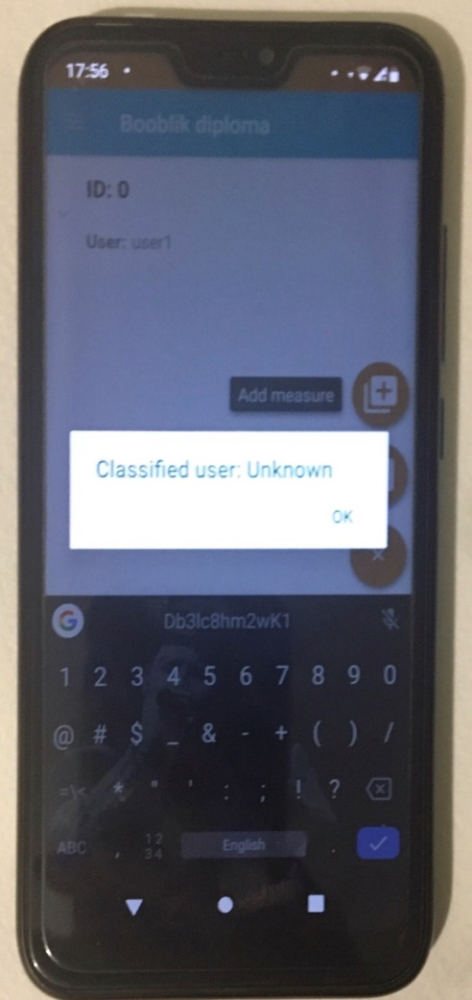 17:56
Booblik diploma
ID: 0
User: user1
Add measure
Classified user: Unknown
OK
Db3lc8hm2wK1
1 2 3 4 5 6 7 8 9 0
@ # $ _ & - + ( ) /
=\< * " ' : ; ! ?
ABC , 12 34 English .